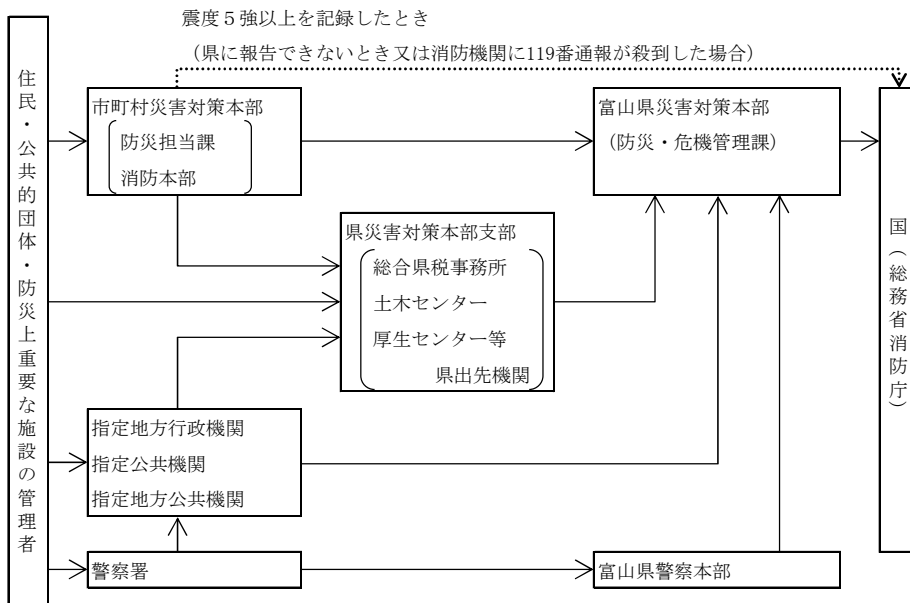 震度５強以上を記録したとき
（県に報告できないとき又は消防機関に119番通報が殺到した場合）
住民・公共的団体・防災上重要な施設の管理者
市町村災害対策本部
防災担当課
消防本部
富山県災害対策本部
（防災・危機管理課）
国（総務省消防庁）
県災害対策本部支部
総合県税事務所
土木センター
厚生センター等
県出先機関
指定地方行政機関
指定公共機関
指定地方公共機関
警察署
富山県警察本部